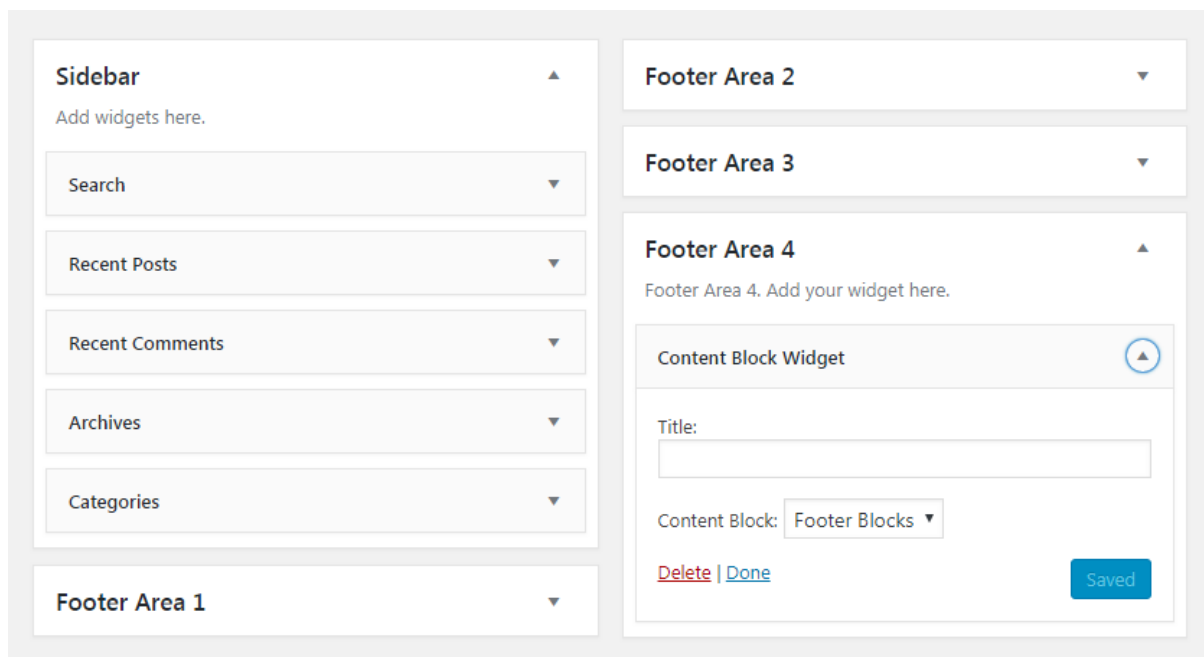 Sidebar
Add widgets here.
Search
Recent Posts
Recent Comments
Archives
Categories
Footer Area 1
Footer Area 2
Footer Area 3
Footer Area 4
Footer Area 4. Add your widget here.
Content Block Widget
Title:
Content Block: Footer Blocks
Delete | Done
Saved